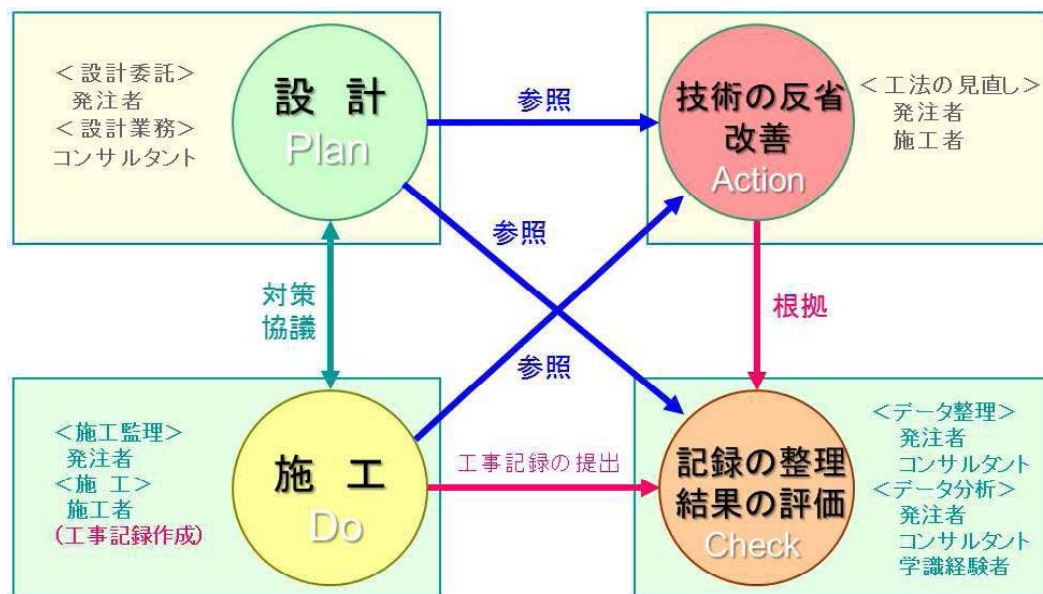 <設計委託>
発注者
<設計業務>
コンサルタント
設 計
Plan
参照
技術の反省
改善
Action
<工法の見直し>
発注者
施工者
対策
協議
参照
参照
根拠
<施工監理>
発注者
<施 工>
施工者
(工事記録作成)
施 工
Do
工事記録の提出
記録の整理
結果の評価
Check
<データ整理>
発注者
コンサルタント
<データ分析>
発注者
コンサルタント
学識経験者